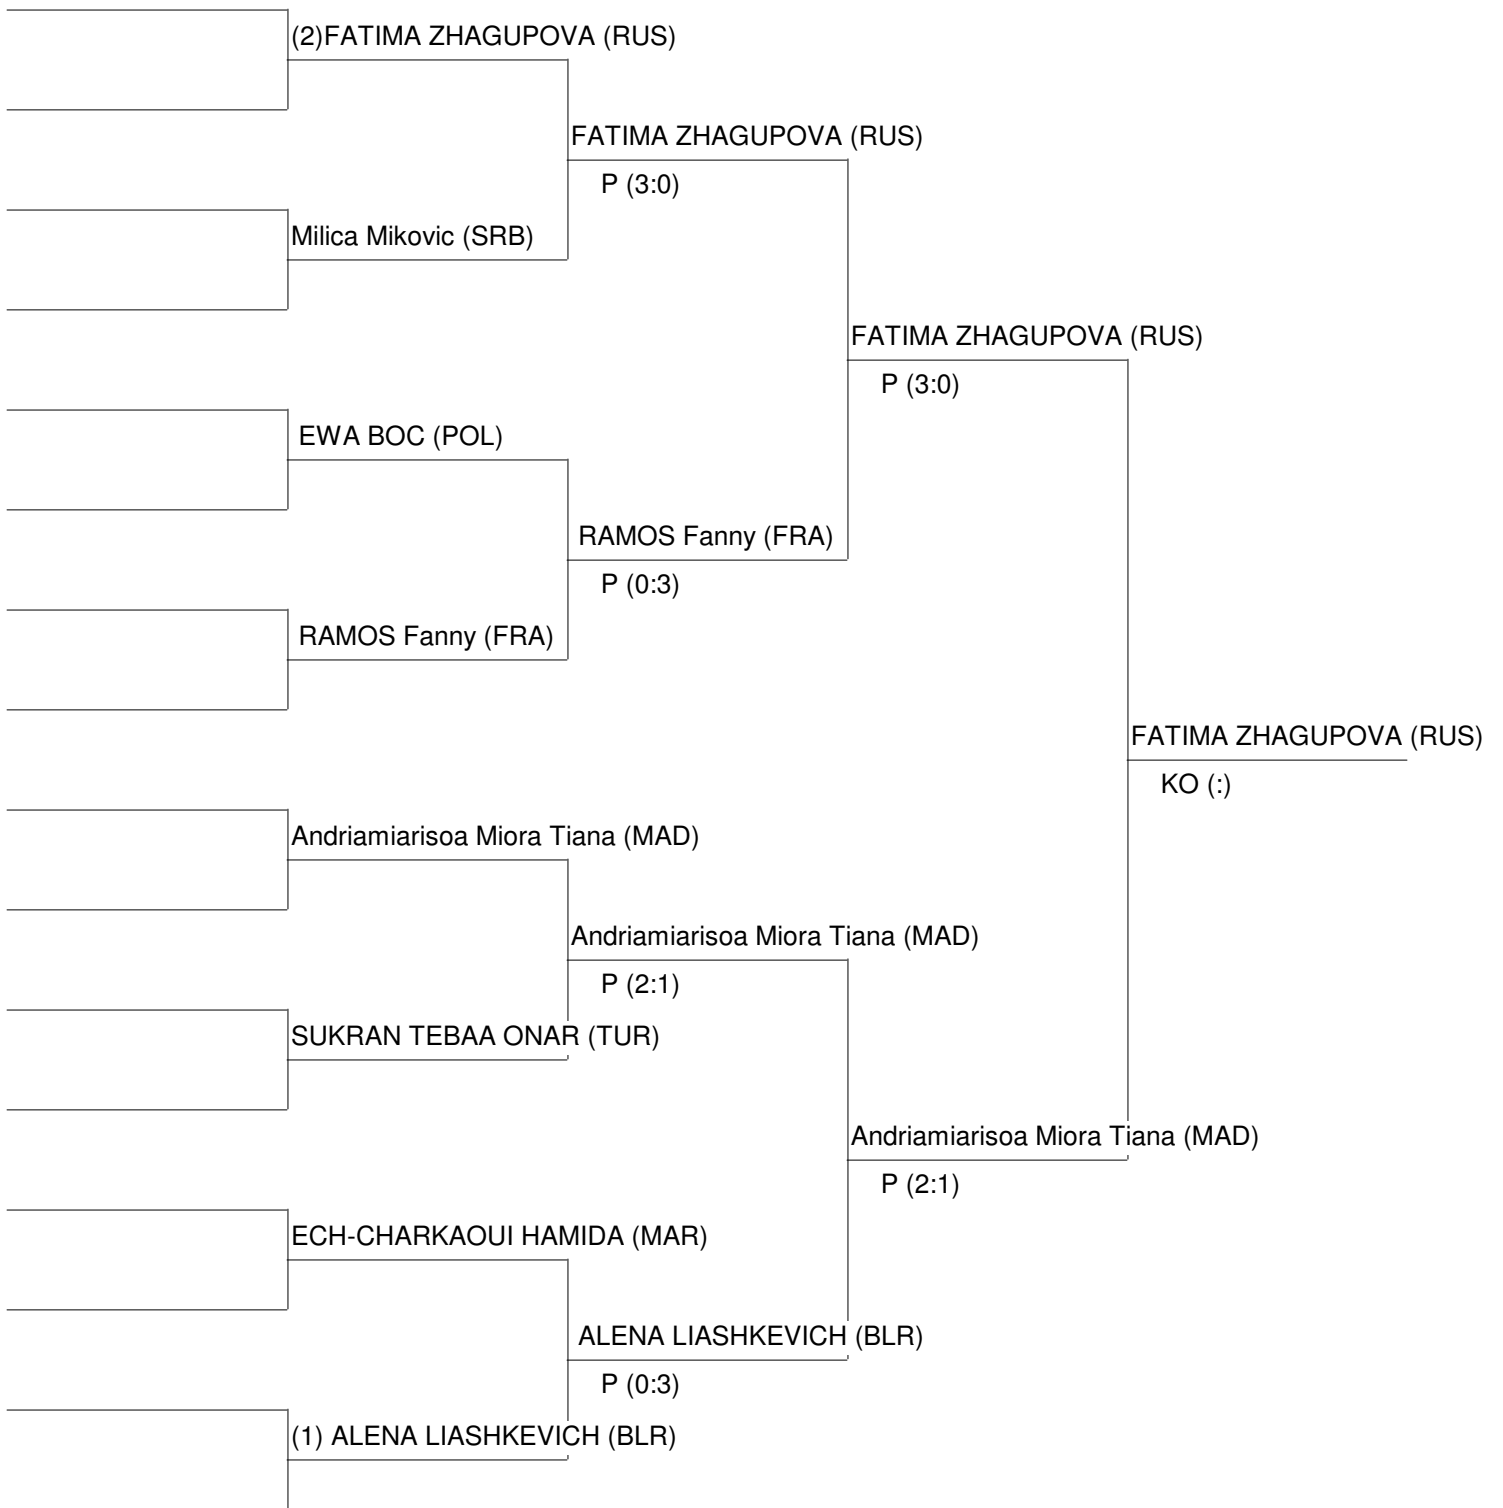 (2)FATIMA ZHAGUPOVA (RUS)
FATIMA ZHAGUPOVA (RUS)
P (3:0)
Milica Mikovic (SRB)
FATIMA ZHAGUPOVA (RUS)
P (3:0)
EWA BOC (POL)
RAMOS Fanny (FRA)
P (0:3)
RAMOS Fanny (FRA)
FATIMA ZHAGUPOVA (RUS)
KO (:)
Andriamiarisoa Miora Tiana (MAD)
Andriamiarisoa Miora Tiana (MAD)
P (2:1)
SUKRAN TEBAA ONAR (TUR)
Andriamiarisoa Miora Tiana (MAD)
P (2:1)
ECH-CHARKAOUI HAMIDA (MAR)
ALENA LIASHKEVICH (BLR)
P (0:3)
(1) ALENA LIASHKEVICH (BLR)